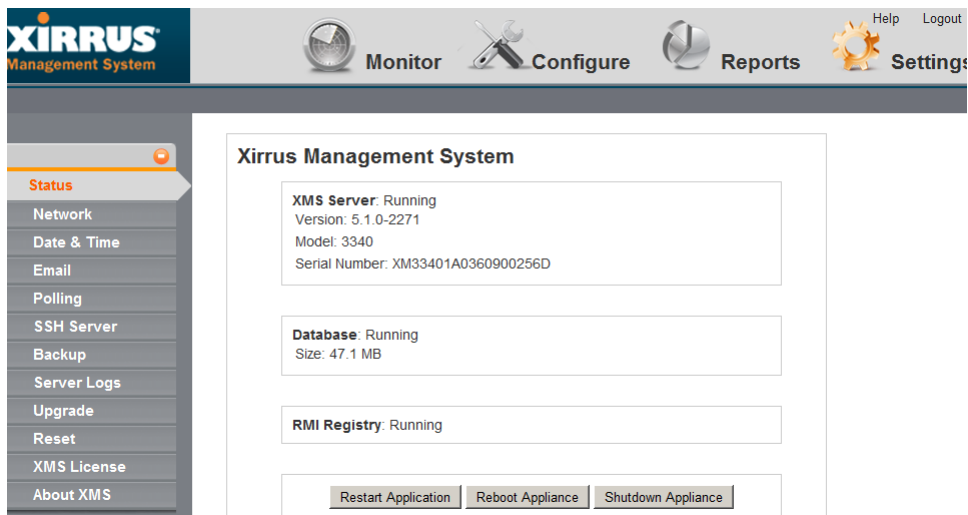 Help Logout
XIRRUS
Management System
Monitor
Configure
Reports
Settings
Xirrus Management System
Status
Network
Date & Time
Email
Polling
SSH Server
Backup
Server Logs
Upgrade
Reset
XMS License
About XMS
XMS Server: Running
Version: 5.1.0-2271
Model: 3340
Serial Number: XM33401A0360900256D
Database: Running
Size: 47.1 MB
RMI Registry: Running
Restart Application
Reboot Appliance
Shutdown Appliance